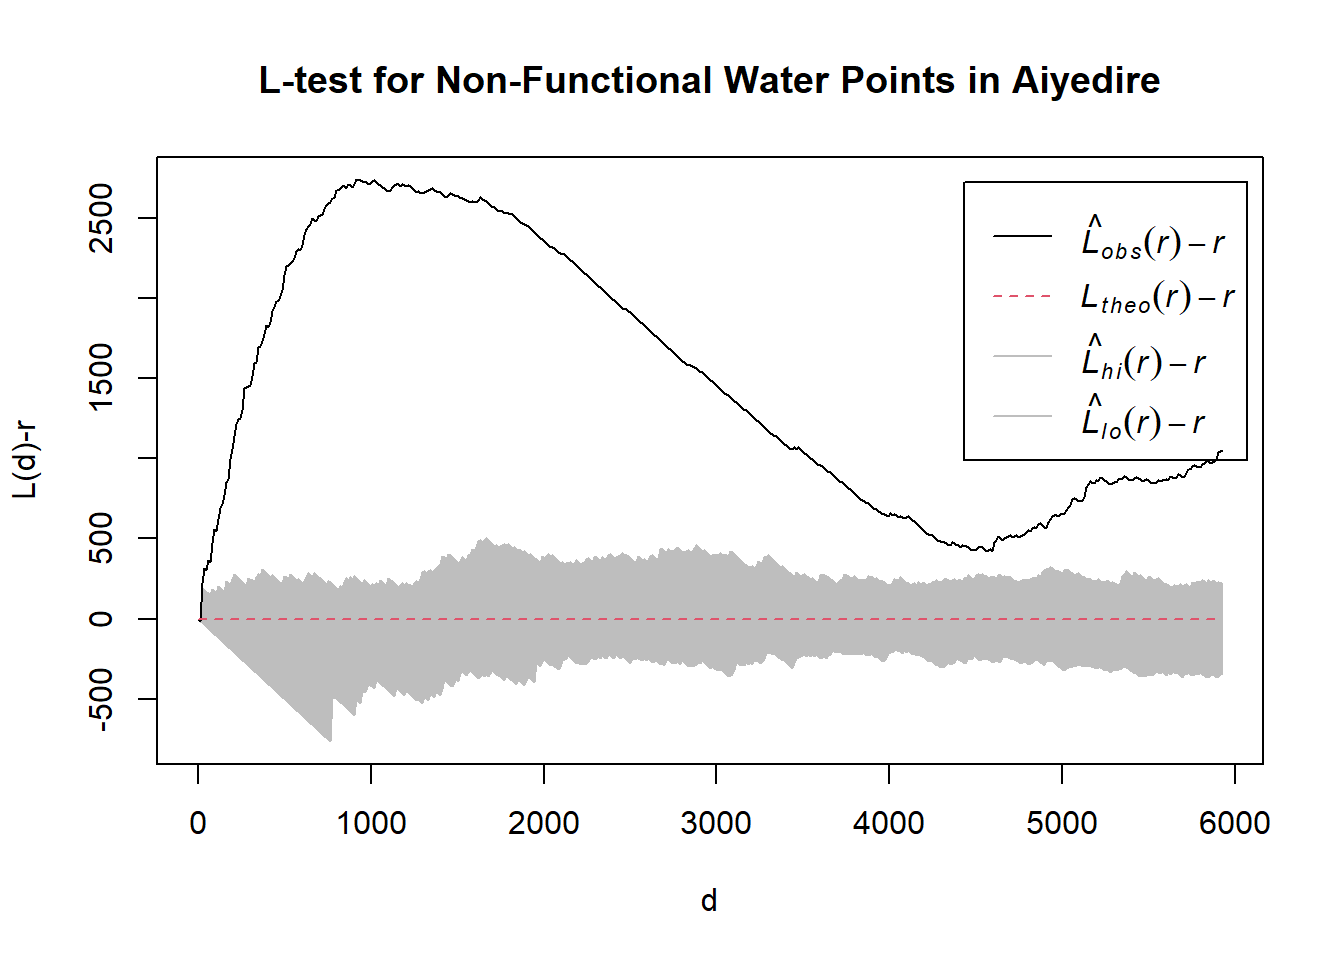 L-test for Non-Functional Water Points in Aiyedire
L̂obs(r) − r
Ltheo(r) − r
L̂hi(r) − r
L̂lo(r) − r
L(d)-r
2500
1500
500
0
-500
0 1000 2000 3000 4000 5000 6000
d